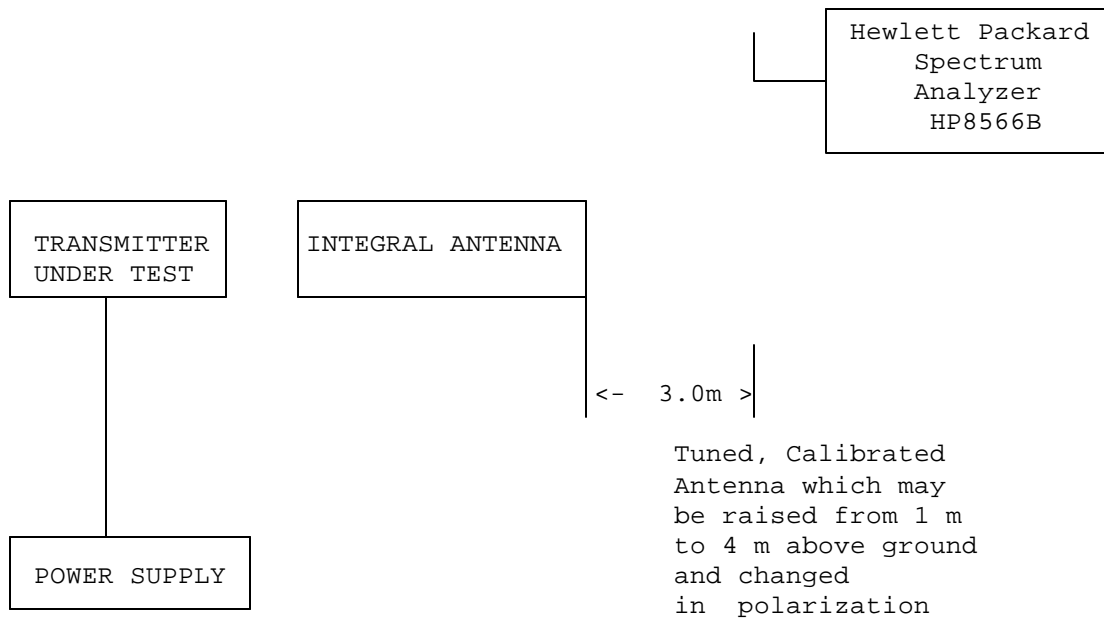 Hewlett Packard
Spectrum
Analyzer
HP8566B
TRANSMITTER
UNDER TEST
INTEGRAL ANTENNA
<- 3.0m >
Tuned, Calibrated
Antenna which may
be raised from 1 m
to 4 m above ground
and changed
in polarization
POWER SUPPLY